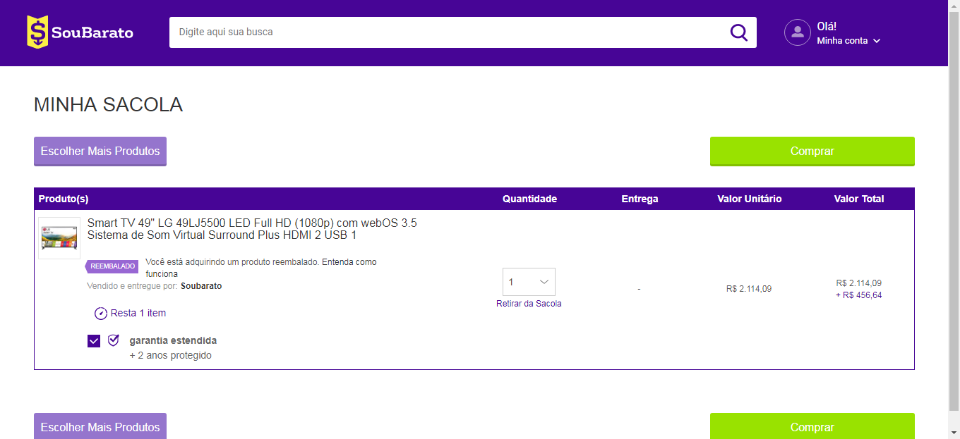 SouBarato
Digite aqui sua busca
Olá!
Minha conta
MINHA SACOLA
Escolher Mais Produtos
Comprar
Produto(s) Quantidade Entrega Valor Unitário Valor Total
Smart TV 49" LG 49LJ5500 LED Full HD (1080p) com webOS 3.5
Sistema de Som Virtual Surround Plus HDMI 2 USB 1
REEMBALADO Você está adquirindo um produto reembalado. Entenda como
funciona
Vendido e entregue por: Soubarato
1
Retirar da Sacola
-
R$ 2.114,09
R$ 2.114,09
+ R$ 456,64
Resta 1 item
garantia estendida
+ 2 anos protegido
Escolher Mais Produtos
Comprar